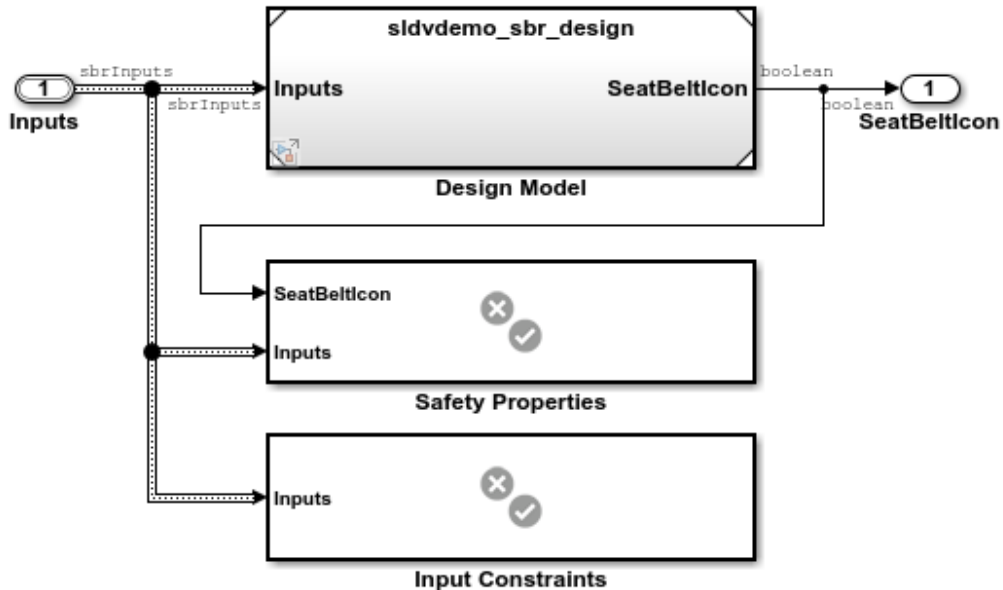 sldvdemo_sbr_design
sbrInputs
boolean
1
Inputs
SeatBeltIcon
1
sbrInputs
boolean
Inputs
SeatBeltIcon
Design Model
SeatBeltIcon
Inputs
Safety Properties
Inputs
Input Constraints